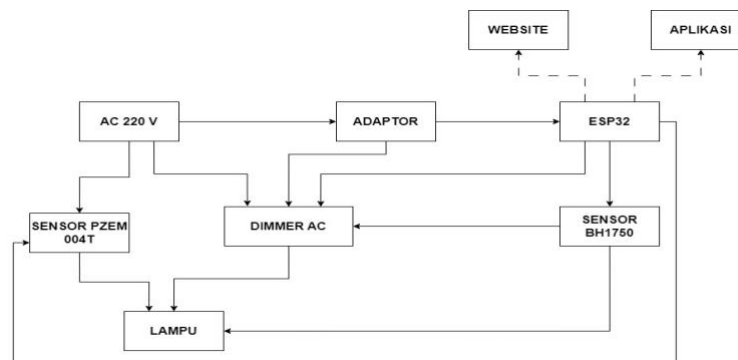 WEBSITE
APLIKASI
AC 220 V
ADAPTOR
ESP32
SENSOR PZEM
004T
DIMMER AC
SENSOR
BH1750
LAMPU